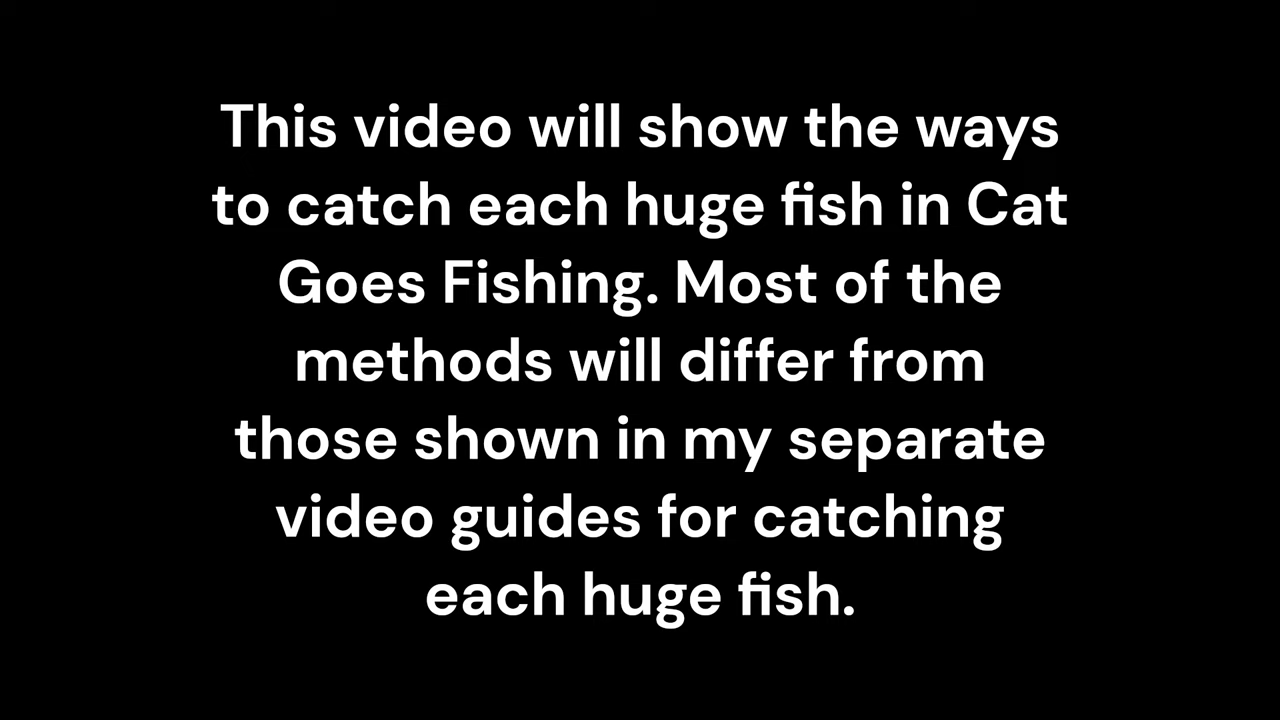 This video will show the ways
to catch each huge fish in Cat
Goes Fishing. Most of the
methods will differ from
those shown in my separate
video guides for catching
each huge fish.